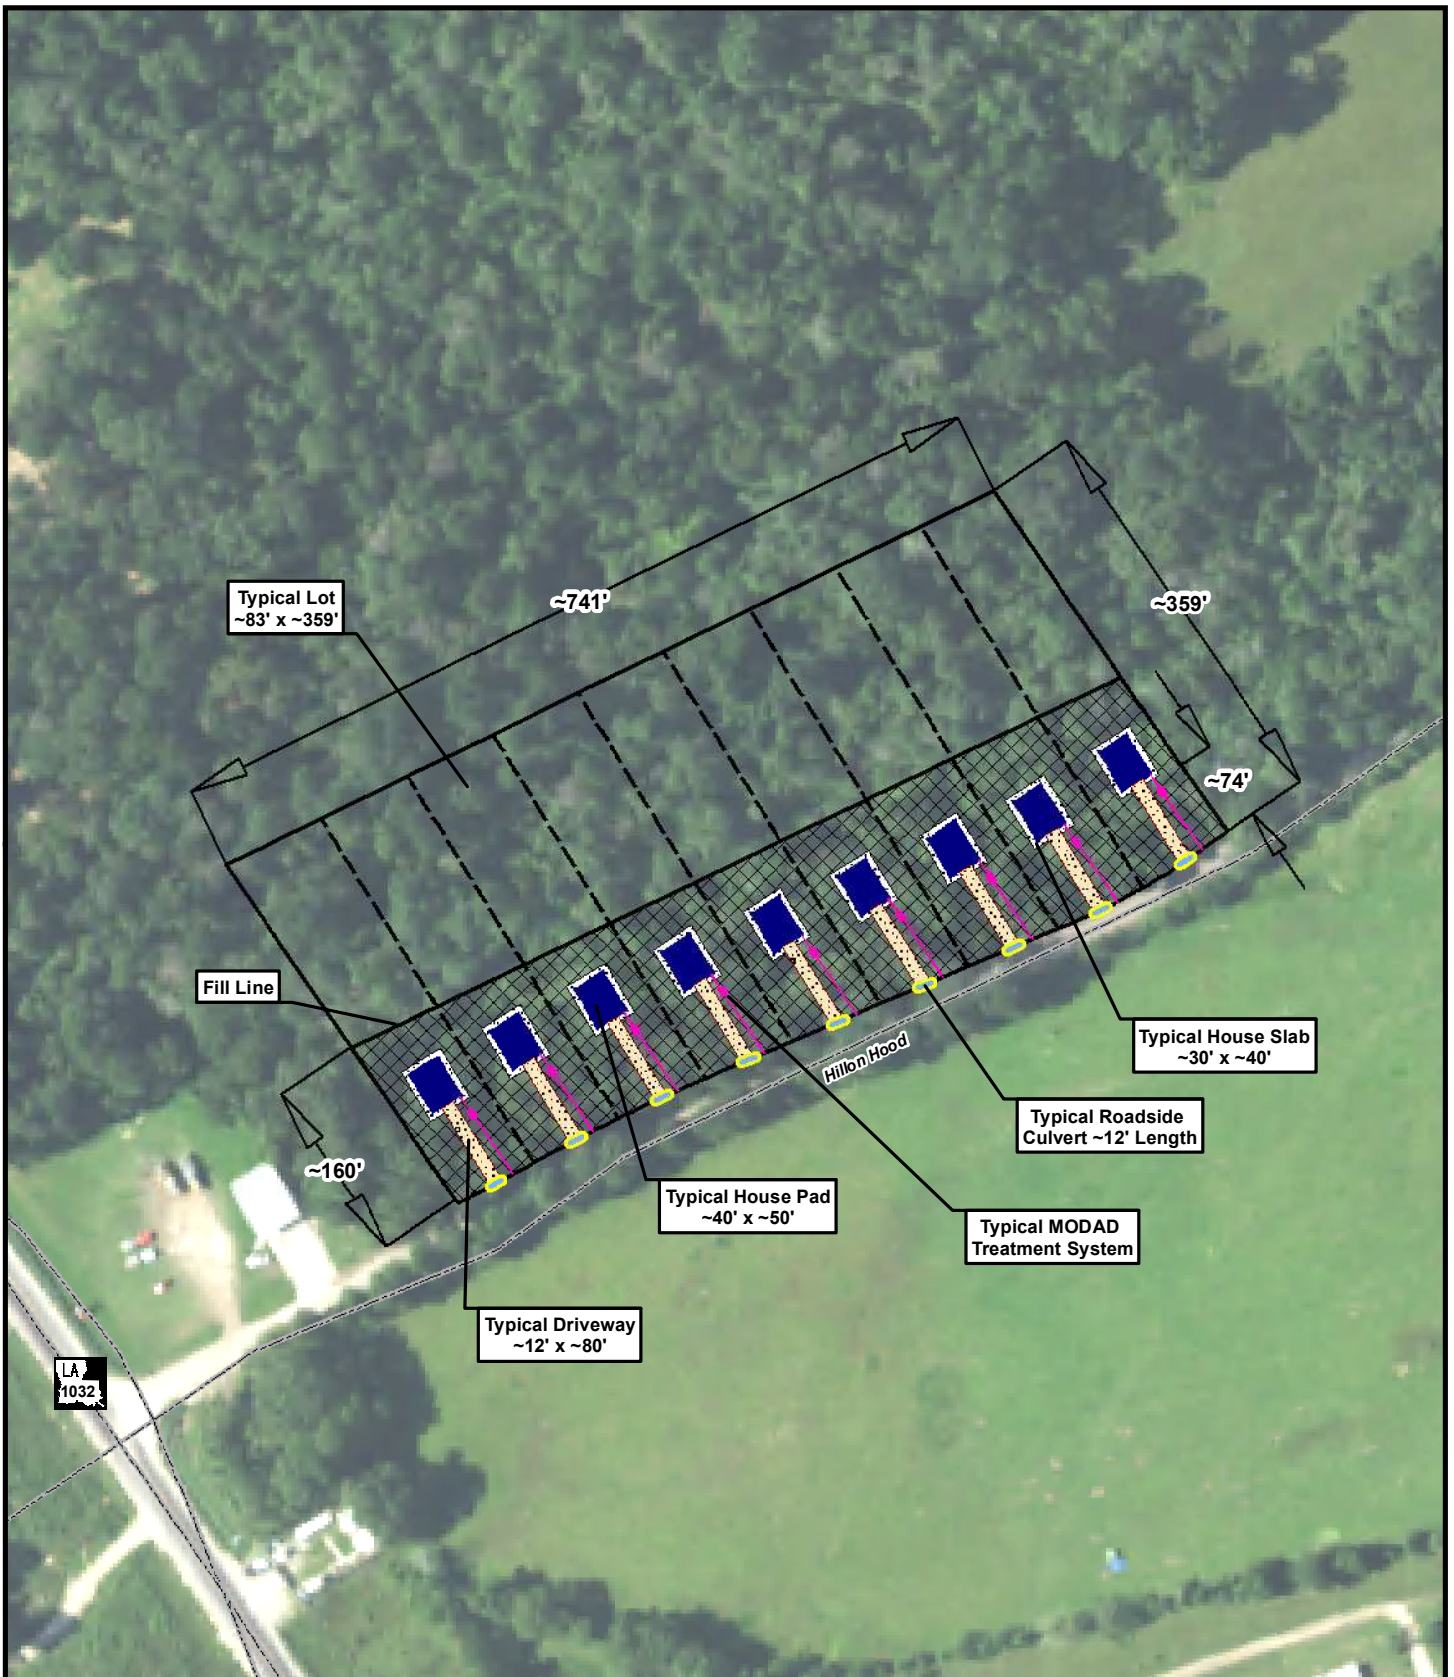 Typical Lot
~83' x ~359'
~741'
~359'
~74'
Fill Line
Hillon Hood
Typical House Slab
~30' x ~40'
Typical Roadside
Culvert ~12' Length
~160'
Typical House Pad
~40' x ~50'
Typical MODAD
Treatment System
Typical Driveway
~12' x ~80'
LA
1032